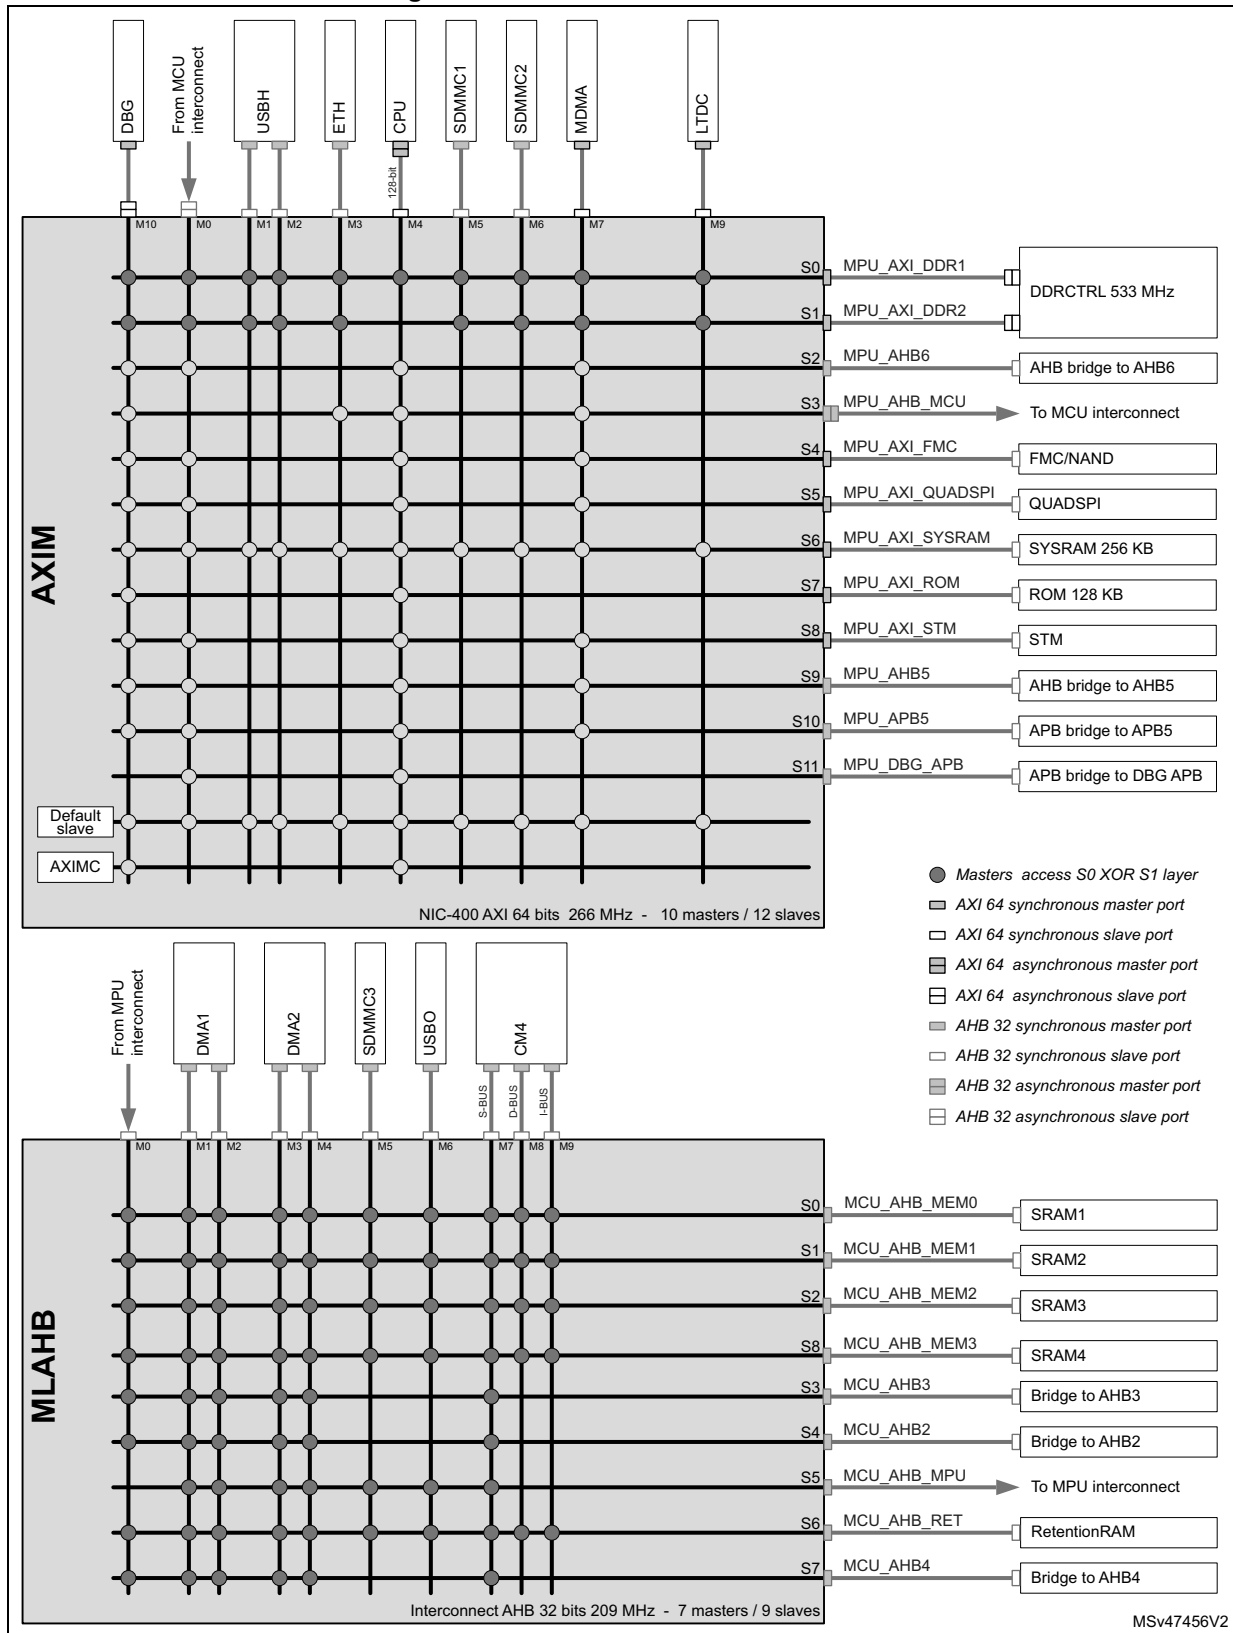 DBG
From MCU
interconnect
USBH
ETH
CPU
SDMMC1
SDMMC2
MDMA
LTDC
128-bit
M10
M0
M1
M2
M3
M4
M5
M6
M7
M9
AXIM
S0
MPU_AXI_DDR1
DDRCTRL 533 MHz
S1
MPU_AXI_DDR2
S2
MPU_AHB6
AHB bridge to AHB6
S3
MPU_AHB_MCU
To MCU interconnect
S4
MPU_AXI_FMC
FMC/NAND
S5
MPU_AXI_QUADSPI
QUADSPI
S6
MPU_AXI_SYSRAM
SYSRAM 256 KB
S7
MPU_AXI_ROM
ROM 128 KB
S8
MPU_AXI_STM
STM
S9
MPU_AHB5
AHB bridge to AHB5
S10
MPU_APB5
APB bridge to APB5
S11
MPU_DBG_APB
APB bridge to DBG APB
Default
slave
AXIMC
NIC-400 AXI 64 bits 266 MHz - 10 masters / 12 slaves
Masters access S0 XOR S1 layer
AXI 64 synchronous master port
AXI 64 synchronous slave port
AXI 64 asynchronous master port
AXI 64 asynchronous slave port
AHB 32 synchronous master port
AHB 32 synchronous slave port
AHB 32 asynchronous master port
AHB 32 asynchronous slave port
From MPU
interconnect
DMA1
DMA2
SDMMC3
USBO
CM4
S-BUS
D-BUS
I-BUS
M0
M1
M2
M3
M4
M5
M6
M7
M8
M9
MLAHB
S0
MCU_AHB_MEM0
SRAM1
S1
MCU_AHB_MEM1
SRAM2
S2
MCU_AHB_MEM2
SRAM3
S8
MCU_AHB_MEM3
SRAM4
S3
MCU_AHB3
Bridge to AHB3
S4
MCU_AHB2
Bridge to AHB2
S5
MCU_AHB_MPU
To MPU interconnect
S6
MCU_AHB_RET
RetentionRAM
S7
MCU_AHB4
Bridge to AHB4
Interconnect AHB 32 bits 209 MHz - 7 masters / 9 slaves
MSv47456V2